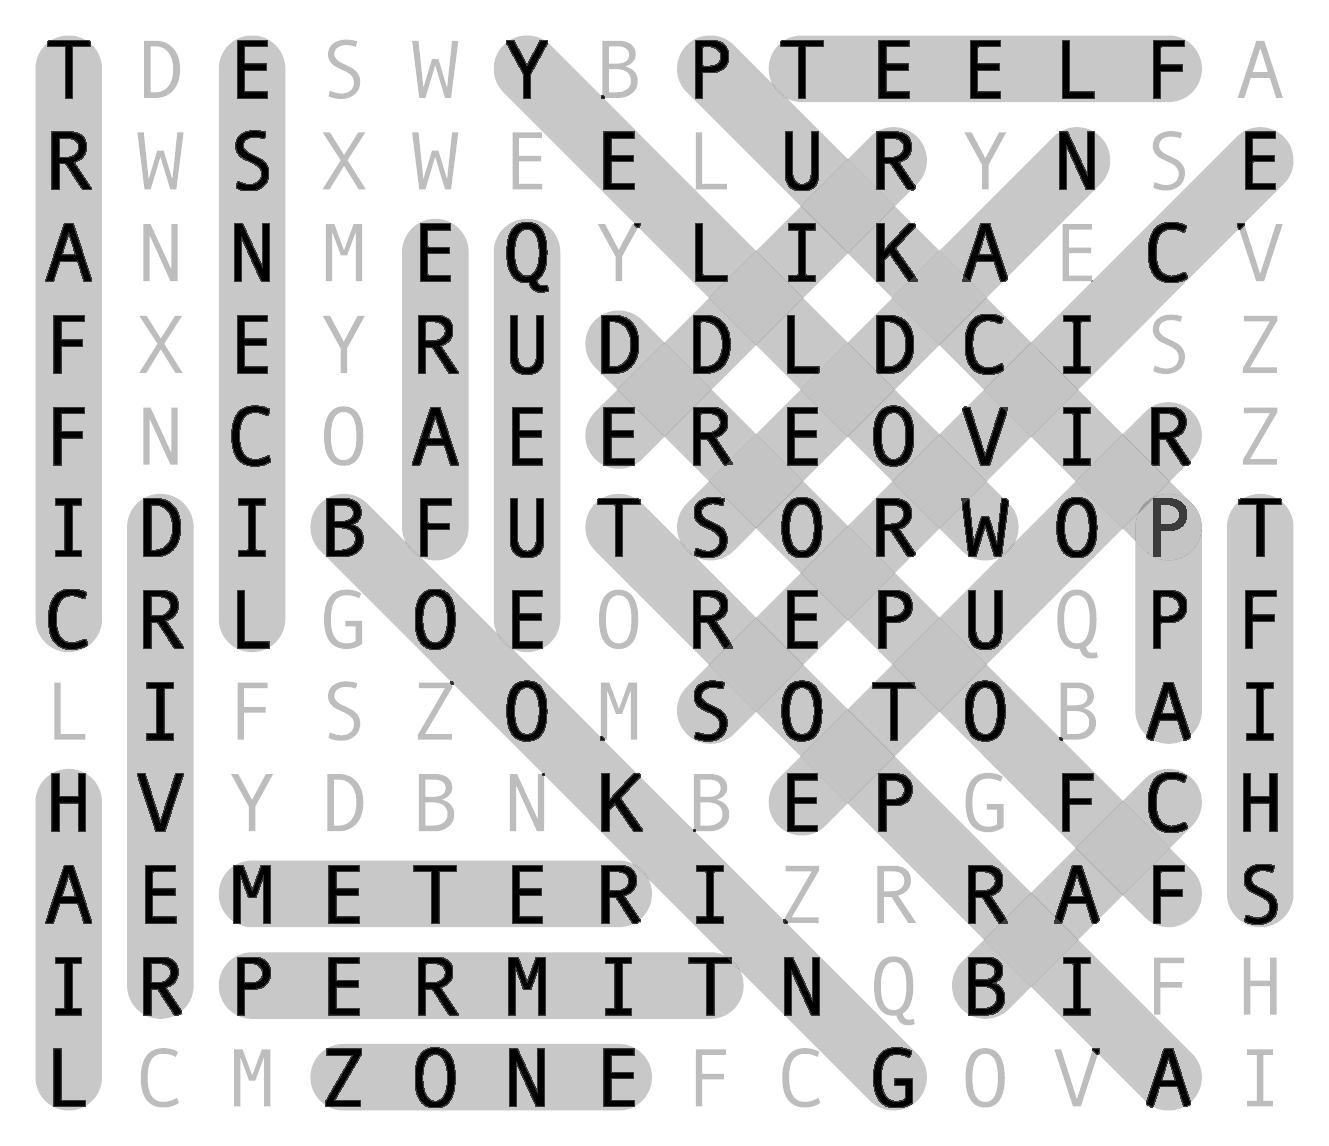 T D E S W Y B P T E E L F A
R W S X W E E L U R Y N S E
A N N M E Q Y L I K A E C V
F X E Y R U D D L D C I S Z
F N C O A E E R E O V I R Z
I D I B F U T S O R W O P T
C R L G O E O R E P U Q P F
L I F S Z O M S O T O B A I
H V Y D B N K B E P G F C H
A E M E T E R I Z R R A F S
I R P E R M I T N Q B I F H
L C M Z O N E F C G O V A I